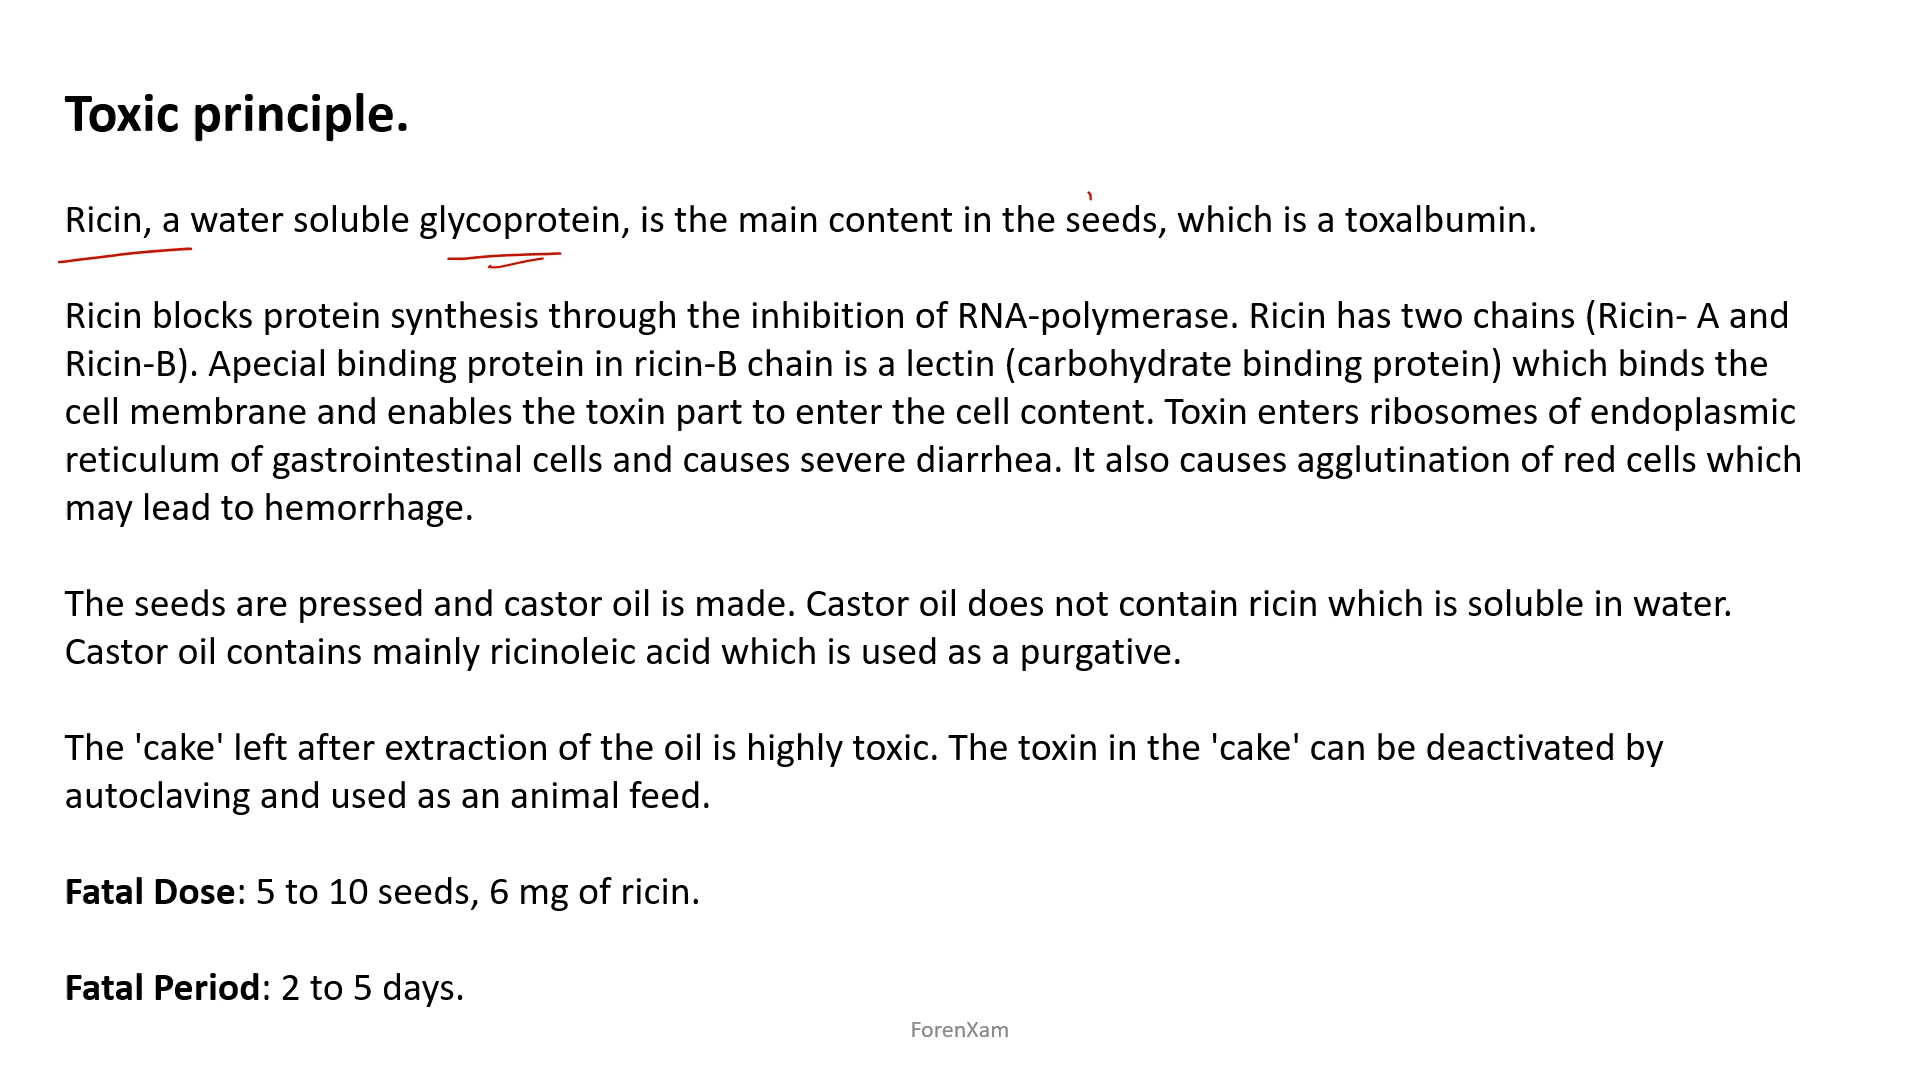 Toxic principle.
Ricin, a water soluble glycoprotein, is the main content in the seeds, which is a toxalbumin.
Ricin blocks protein synthesis through the inhibition of RNA-polymerase. Ricin has two chains (Ricin- A and
Ricin-B). Apecial binding protein in ricin-B chain is a lectin (carbohydrate binding protein) which binds the
cell membrane and enables the toxin part to enter the cell content. Toxin enters ribosomes of endoplasmic
reticulum of gastrointestinal cells and causes severe diarrhea. It also causes agglutination of red cells which
may lead to hemorrhage.
The seeds are pressed and castor oil is made. Castor oil does not contain ricin which is soluble in water.
Castor oil contains mainly ricinoleic acid which is used as a purgative.
The 'cake' left after extraction of the oil is highly toxic. The toxin in the 'cake' can be deactivated by
autoclaving and used as an animal feed.
Fatal Dose: 5 to 10 seeds, 6 mg of ricin.
Fatal Period: 2 to 5 days.
ForenXam